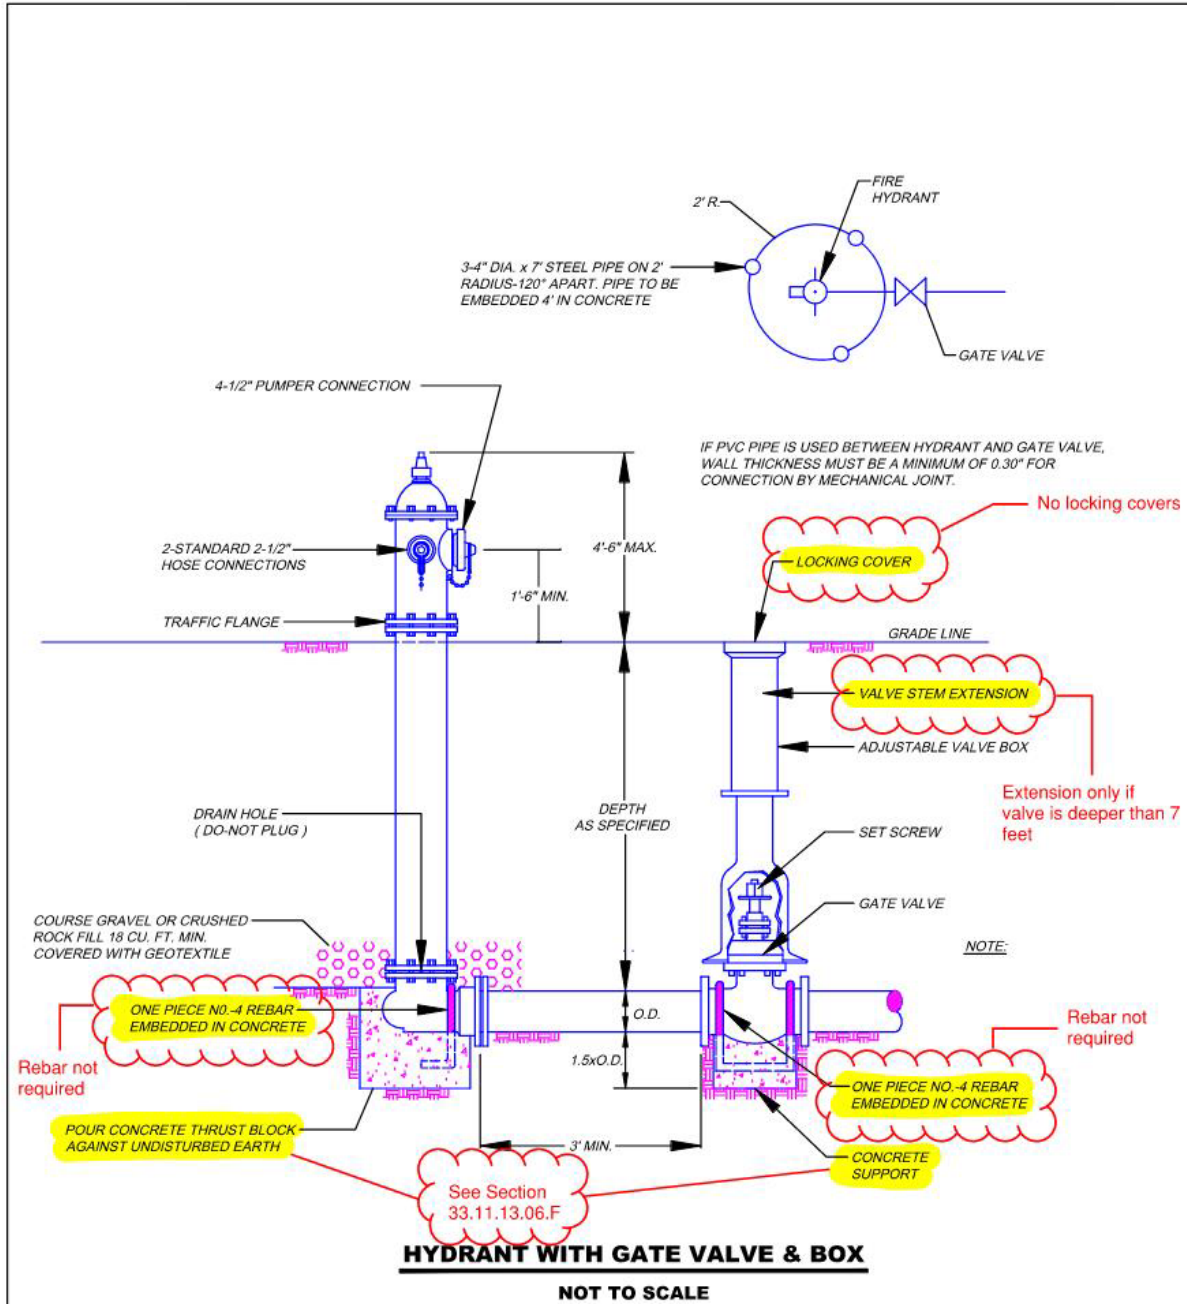 FIRE
HYDRANT
2' R.
3-4" DIA. x 7' STEEL PIPE ON 2'
RADIUS-120° APART. PIPE TO BE
EMBEDDED 4' IN CONCRETE
GATE VALVE
4-1/2" PUMPER CONNECTION
IF PVC PIPE IS USED BETWEEN HYDRANT AND GATE VALVE,
WALL THICKNESS MUST BE A MINIMUM OF 0.30" FOR
CONNECTION BY MECHANICAL JOINT.
No locking covers
2-STANDARD 2-1/2"
HOSE CONNECTIONS
4'-6" MAX.
LOCKING COVER
1'-6" MIN.
TRAFFIC FLANGE
GRADE LINE
VALVE STEM EXTENSION
ADJUSTABLE VALVE BOX
Extension only if
valve is deeper than 7
feet
DRAIN HOLE
( DO-NOT PLUG )
DEPTH
AS SPECIFIED
SET SCREW
GATE VALVE
COURSE GRAVEL OR CRUSHED
ROCK FILL 18 CU. FT. MIN.
COVERED WITH GEOTEXTILE
NOTE:
ONE PIECE N0.-4 REBAR
EMBEDDED IN CONCRETE
O.D.
Rebar not
required
Rebar not
required
1.5xO.D.
ONE PIECE NO.-4 REBAR
EMBEDDED IN CONCRETE
POUR CONCRETE THRUST BLOCK
AGAINST UNDISTURBED EARTH
3' MIN.
CONCRETE
SUPPORT
See Section
33.11.13.06.F
HYDRANT WITH GATE VALVE & BOX
NOT TO SCALE